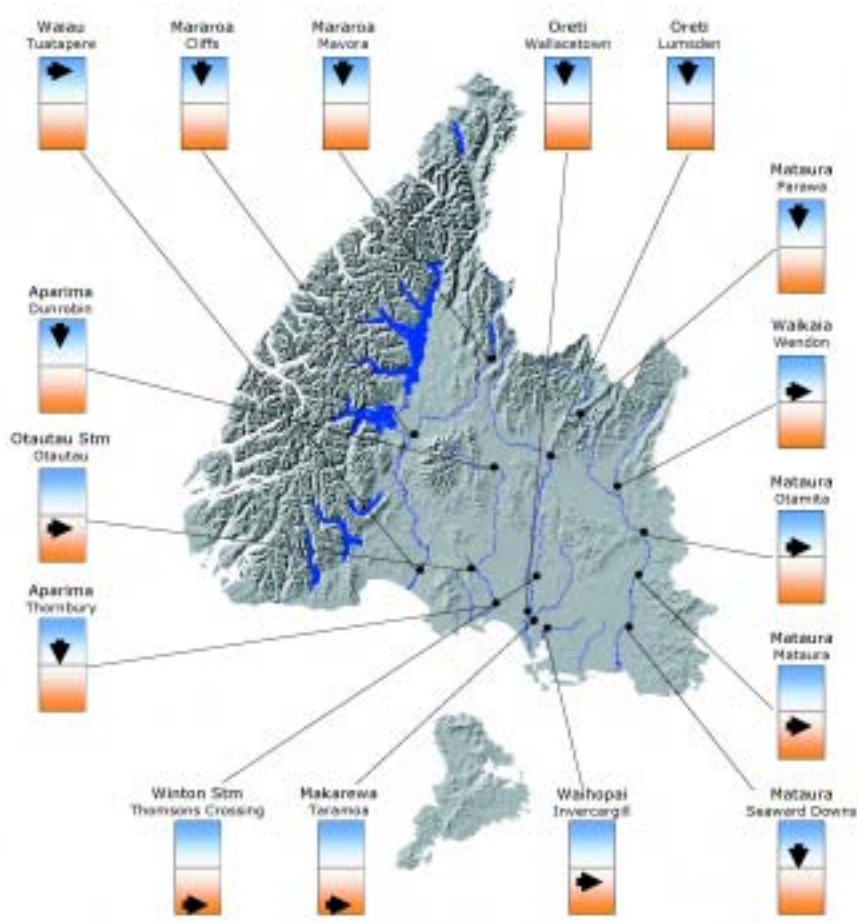 Waiau
Tuatapere
Mararoa
Cliffs
Mararoa
Mavora
Oreti
Wallacetown
Oreti
Lumsden
Mataura
Parawa
Aparima
Dunrobin
Waikaia
Wendon
Otautau Stm
Otautau
Mataura
Otamita
Aparima
Thornbury
Mataura
Mataura
Winton Stm
Thomsons Crossing
Makarewa
Taramoa
Waihopai
Invercargill
Mataura
Seaward Downs